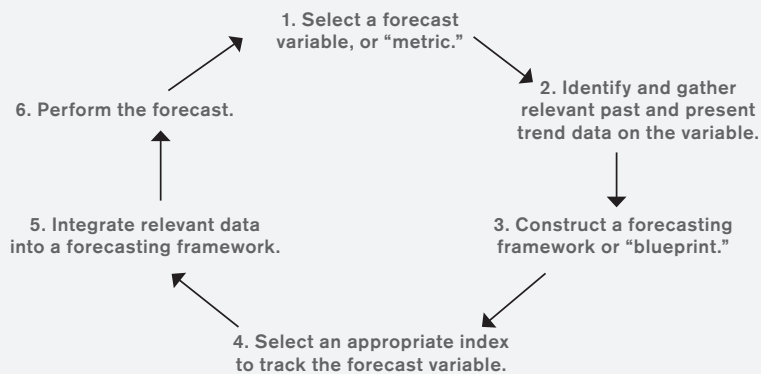 1. Select a forecast
variable, or “metric.”
2. Identify and gather
relevant past and present
trend data on the variable.
3. Construct a forecasting
framework or “blueprint.”
4. Select an appropriate index
to track the forecast variable.
5. Integrate relevant data
into a forecasting framework.
6. Perform the forecast.